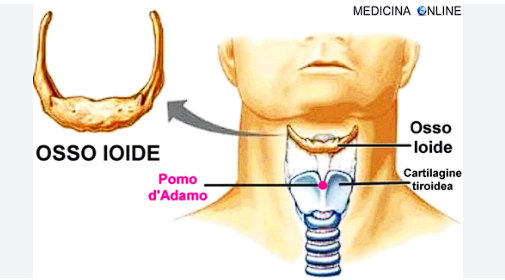 MEDICINA ONLINE
OSSO IOIDE
Osso
Ioide
Pomo
d'Adamo
Cartilagine
tiroidea